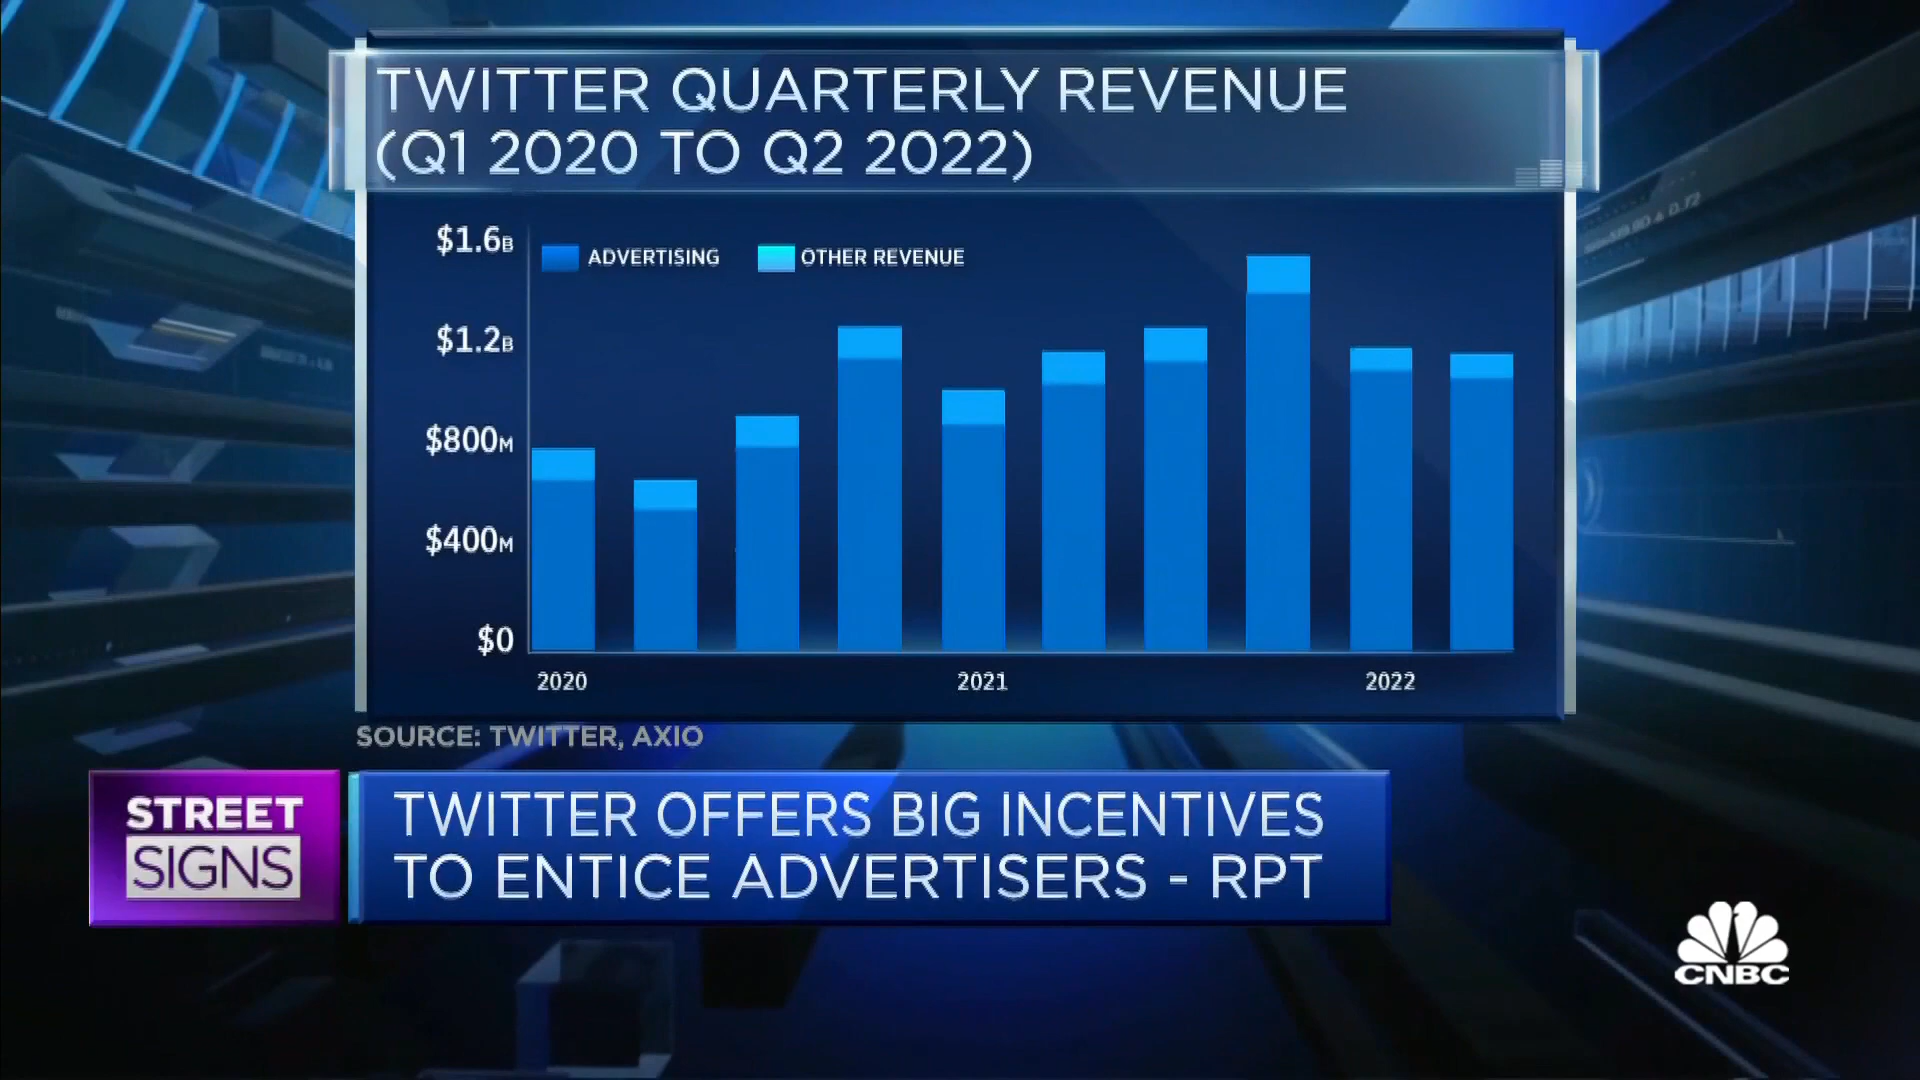 TWITTER QUARTERLY REVENUE
(Q1 2020 TO Q2 2022)
$1.6B
ADVERTISING
OTHER REVENUE
$1.2B
$800M
$400M
$0
2020
2021
2022
SOURCE: TWITTER, AXIO
STREET
SIGNS
TWITTER OFFERS BIG INCENTIVES
TO ENTICE ADVERTISERS - RPT
CNBC